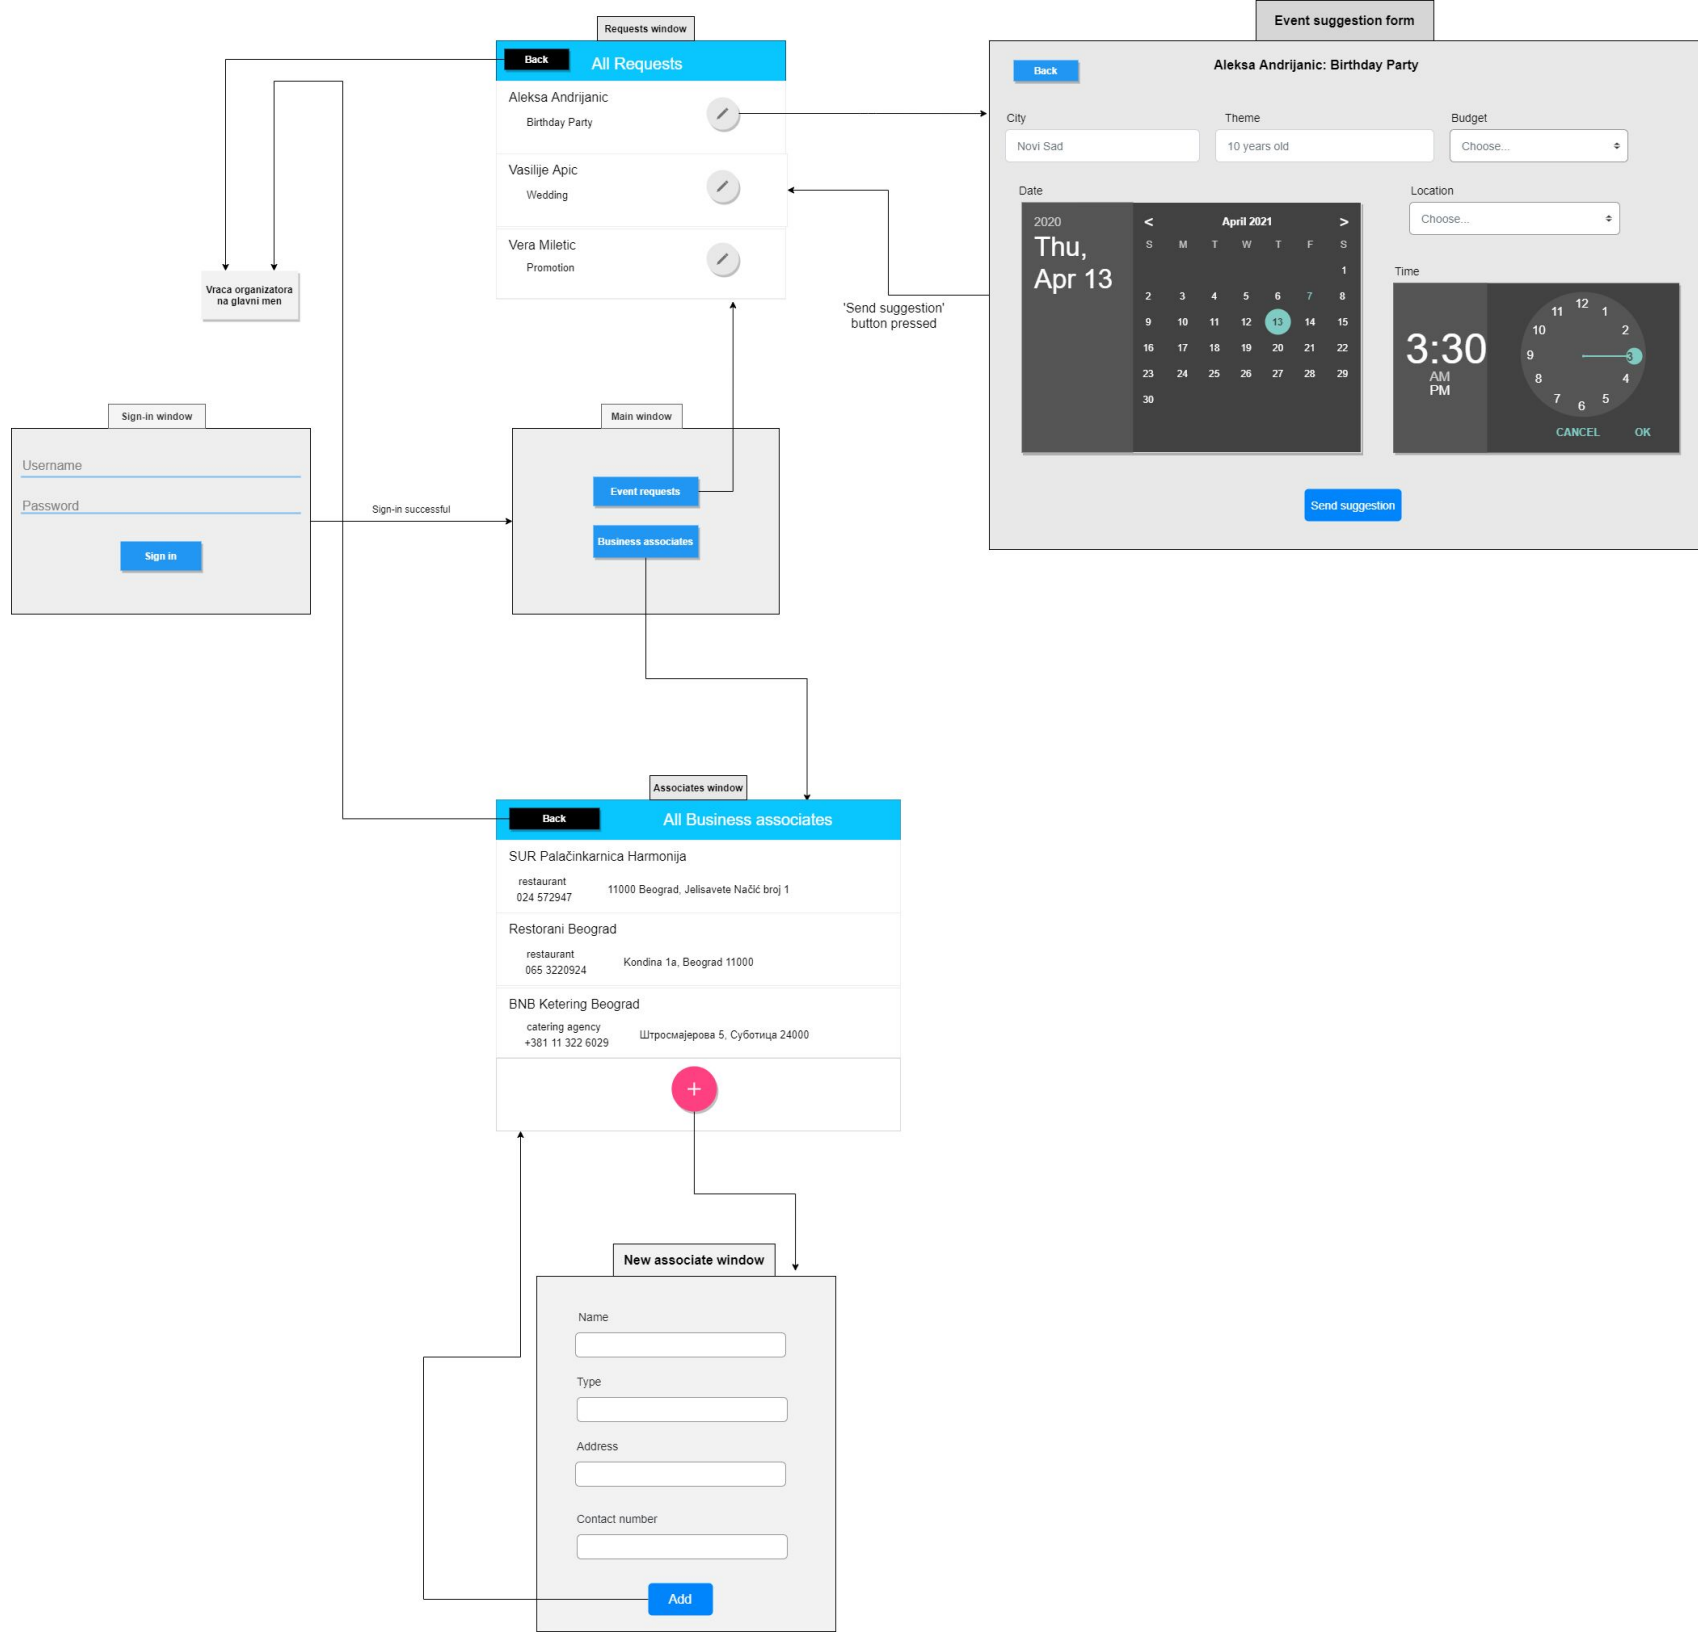 Requests window
Back
All Requests
Aleksa Andrijanic
Birthday Party
Vasilije Apic
Wedding
Vera Miletic
Promotion
Event suggestion form
Back
Aleksa Andrijanic: Birthday Party
City
Theme
Budget
Novi Sad
10 years old
Choose...
Date
Location
Choose...
2020
Thu,
Apr 13
< April 2021 >
S M T W T F S
1
2 3 4 5 6 7 8
9 10 11 12 13 14 15
16 17 18 19 20 21 22
23 24 25 26 27 28 29
30
Time
3:30
AM
PM
12
1
2
3
4
5
6
7
8
9
10
11
CANCEL OK
Send suggestion
'Send suggestion'
button pressed
Vraca organizatora
na glavni men
Sign-in window
Username
Password
Sign in
Sign-in successful
Main window
Event requests
Business associates
Associates window
Back
All Business associates
SUR Palačinkarnica Harmonija
restaurant
024 572947
11000 Beograd, Jelisavete Načić broj 1
Restorani Beograd
restaurant
065 3220924
Kondina 1a, Beograd 11000
BNB Ketering Beograd
catering agency
+381 11 322 6029
Штросмајерова 5, Суботица 24000
+
New associate window
Name
Type
Address
Contact number
Add